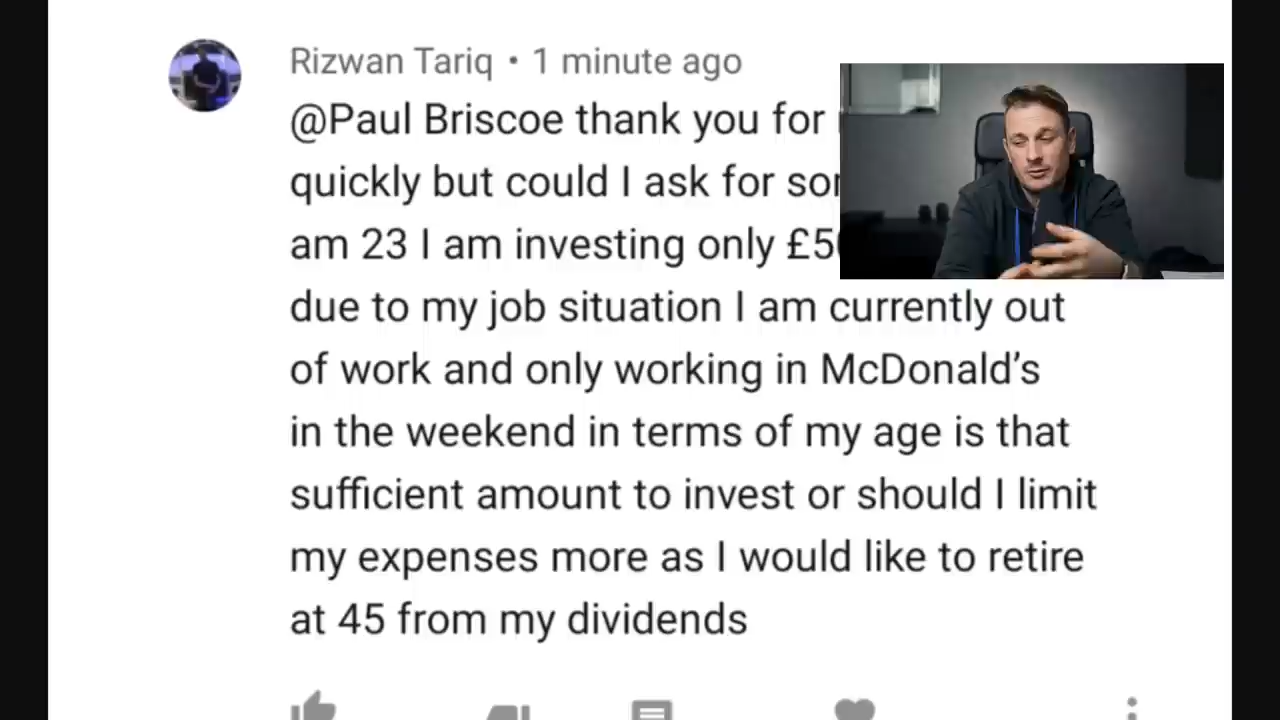 Rizwan Tariq • 1 minute ago
@Paul Briscoe thank you for
quickly but could I ask for
am 23 I am investing only
due to my job situation I am currently out
of work and only working in McDonald’s
in the weekend in terms of my age is that
sufficient amount to invest or should I limit
my expenses more as I would like to retire
at 45 from my dividends